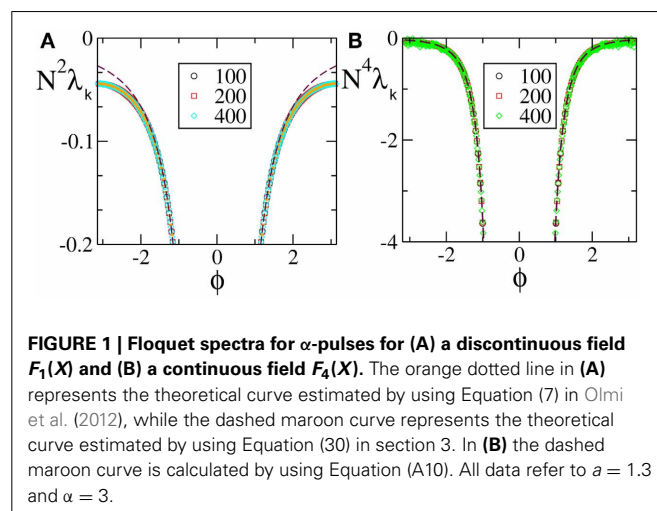 A
0
N²λₖ
-0.1
-0.2
-2
0
2
ϕ
100
200
400
B
0
N⁴λₖ
-2
-4
-2
0
2
ϕ
100
200
400
FIGURE 1 | Floquet spectra for α-pulses for (A) a discontinuous field
F₁(X) and (B) a continuous field F₄(X). The orange dotted line in (A)
represents the theoretical curve estimated by using Equation (7) in Olmi
et al. (2012), while the dashed maroon curve represents the theoretical
curve estimated by using Equation (30) in section 3. In (B) the dashed
maroon curve is calculated by using Equation (A10). All data refer to a = 1.3
and α = 3.